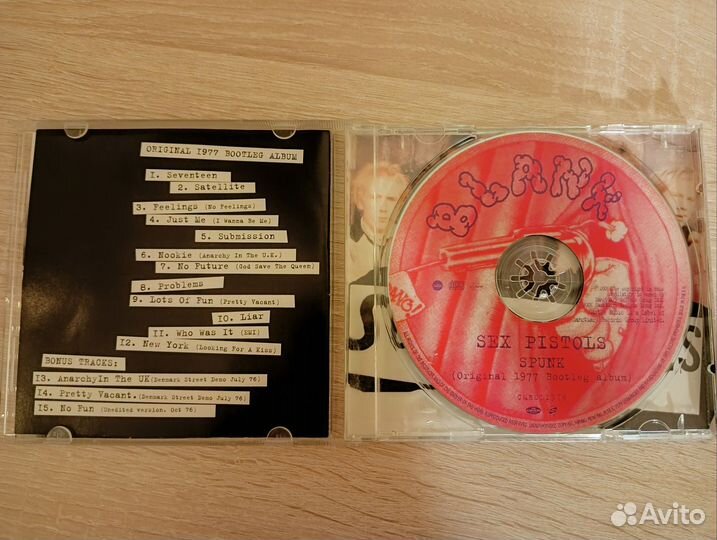 ORIGINAL 1977 BOOTLEG ALBUM
1. Seventeen
2. Satellite
3. Feelings (No Feelings)
4. Just Me (I Wanna Be Me)
5. Submission
6. Nookie (Anarchy In The U.K.)
7. No Future (God Save The Queen)
8. Problems
9. Lots Of Fun (Pretty Vacant)
10. Liar
11. Who Was It (EMI)
12. New York (Looking For A Kiss)
BONUS TRACKS:
13. AnarchyIn The UK(Denmark Street Demo July 76)
14. Pretty Vacant.(Denmark Street Demo July 76)
15. No Fun (Unedited version. Oct 76)
BLANK
BANG!
SEX PISTOLS
SPUNK
(Original 1977 Bootleg album)
Avito